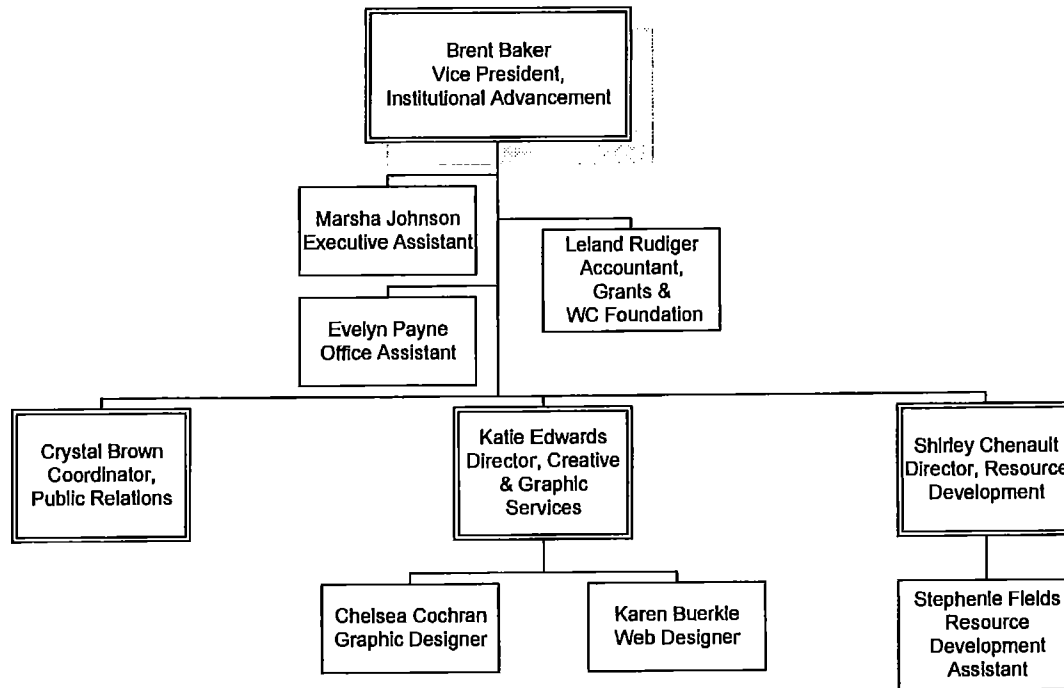 Brent Baker
Vice President,
Institutional Advancement
Marsha Johnson
Executive Assistant
Leland Rudiger
Accountant,
Grants &
WC Foundation
Evelyn Payne
Office Assistant
Crystal Brown
Coordinator,
Public Relations
Katie Edwards
Director, Creative
& Graphic
Services
Shirley Chenault
Director, Resource
Development
Chelsea Cochran
Graphic Designer
Karen Buerkle
Web Designer
Stephenie Fields
Resource
Development
Assistant